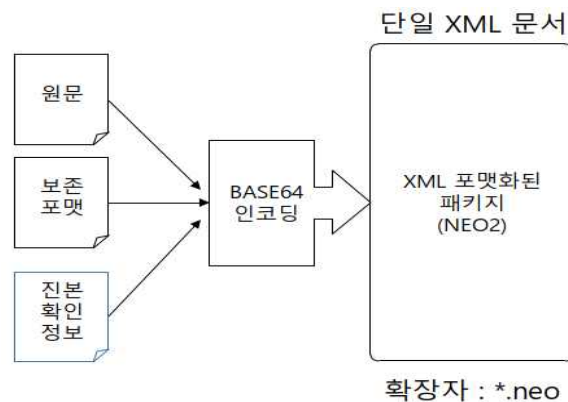 단일 XML 문서
원문
보존
포맷
진본
확인
정보
BASE64
인코딩
XML 포맷화된
패키지
(NEO2)
확장자 : *.neo